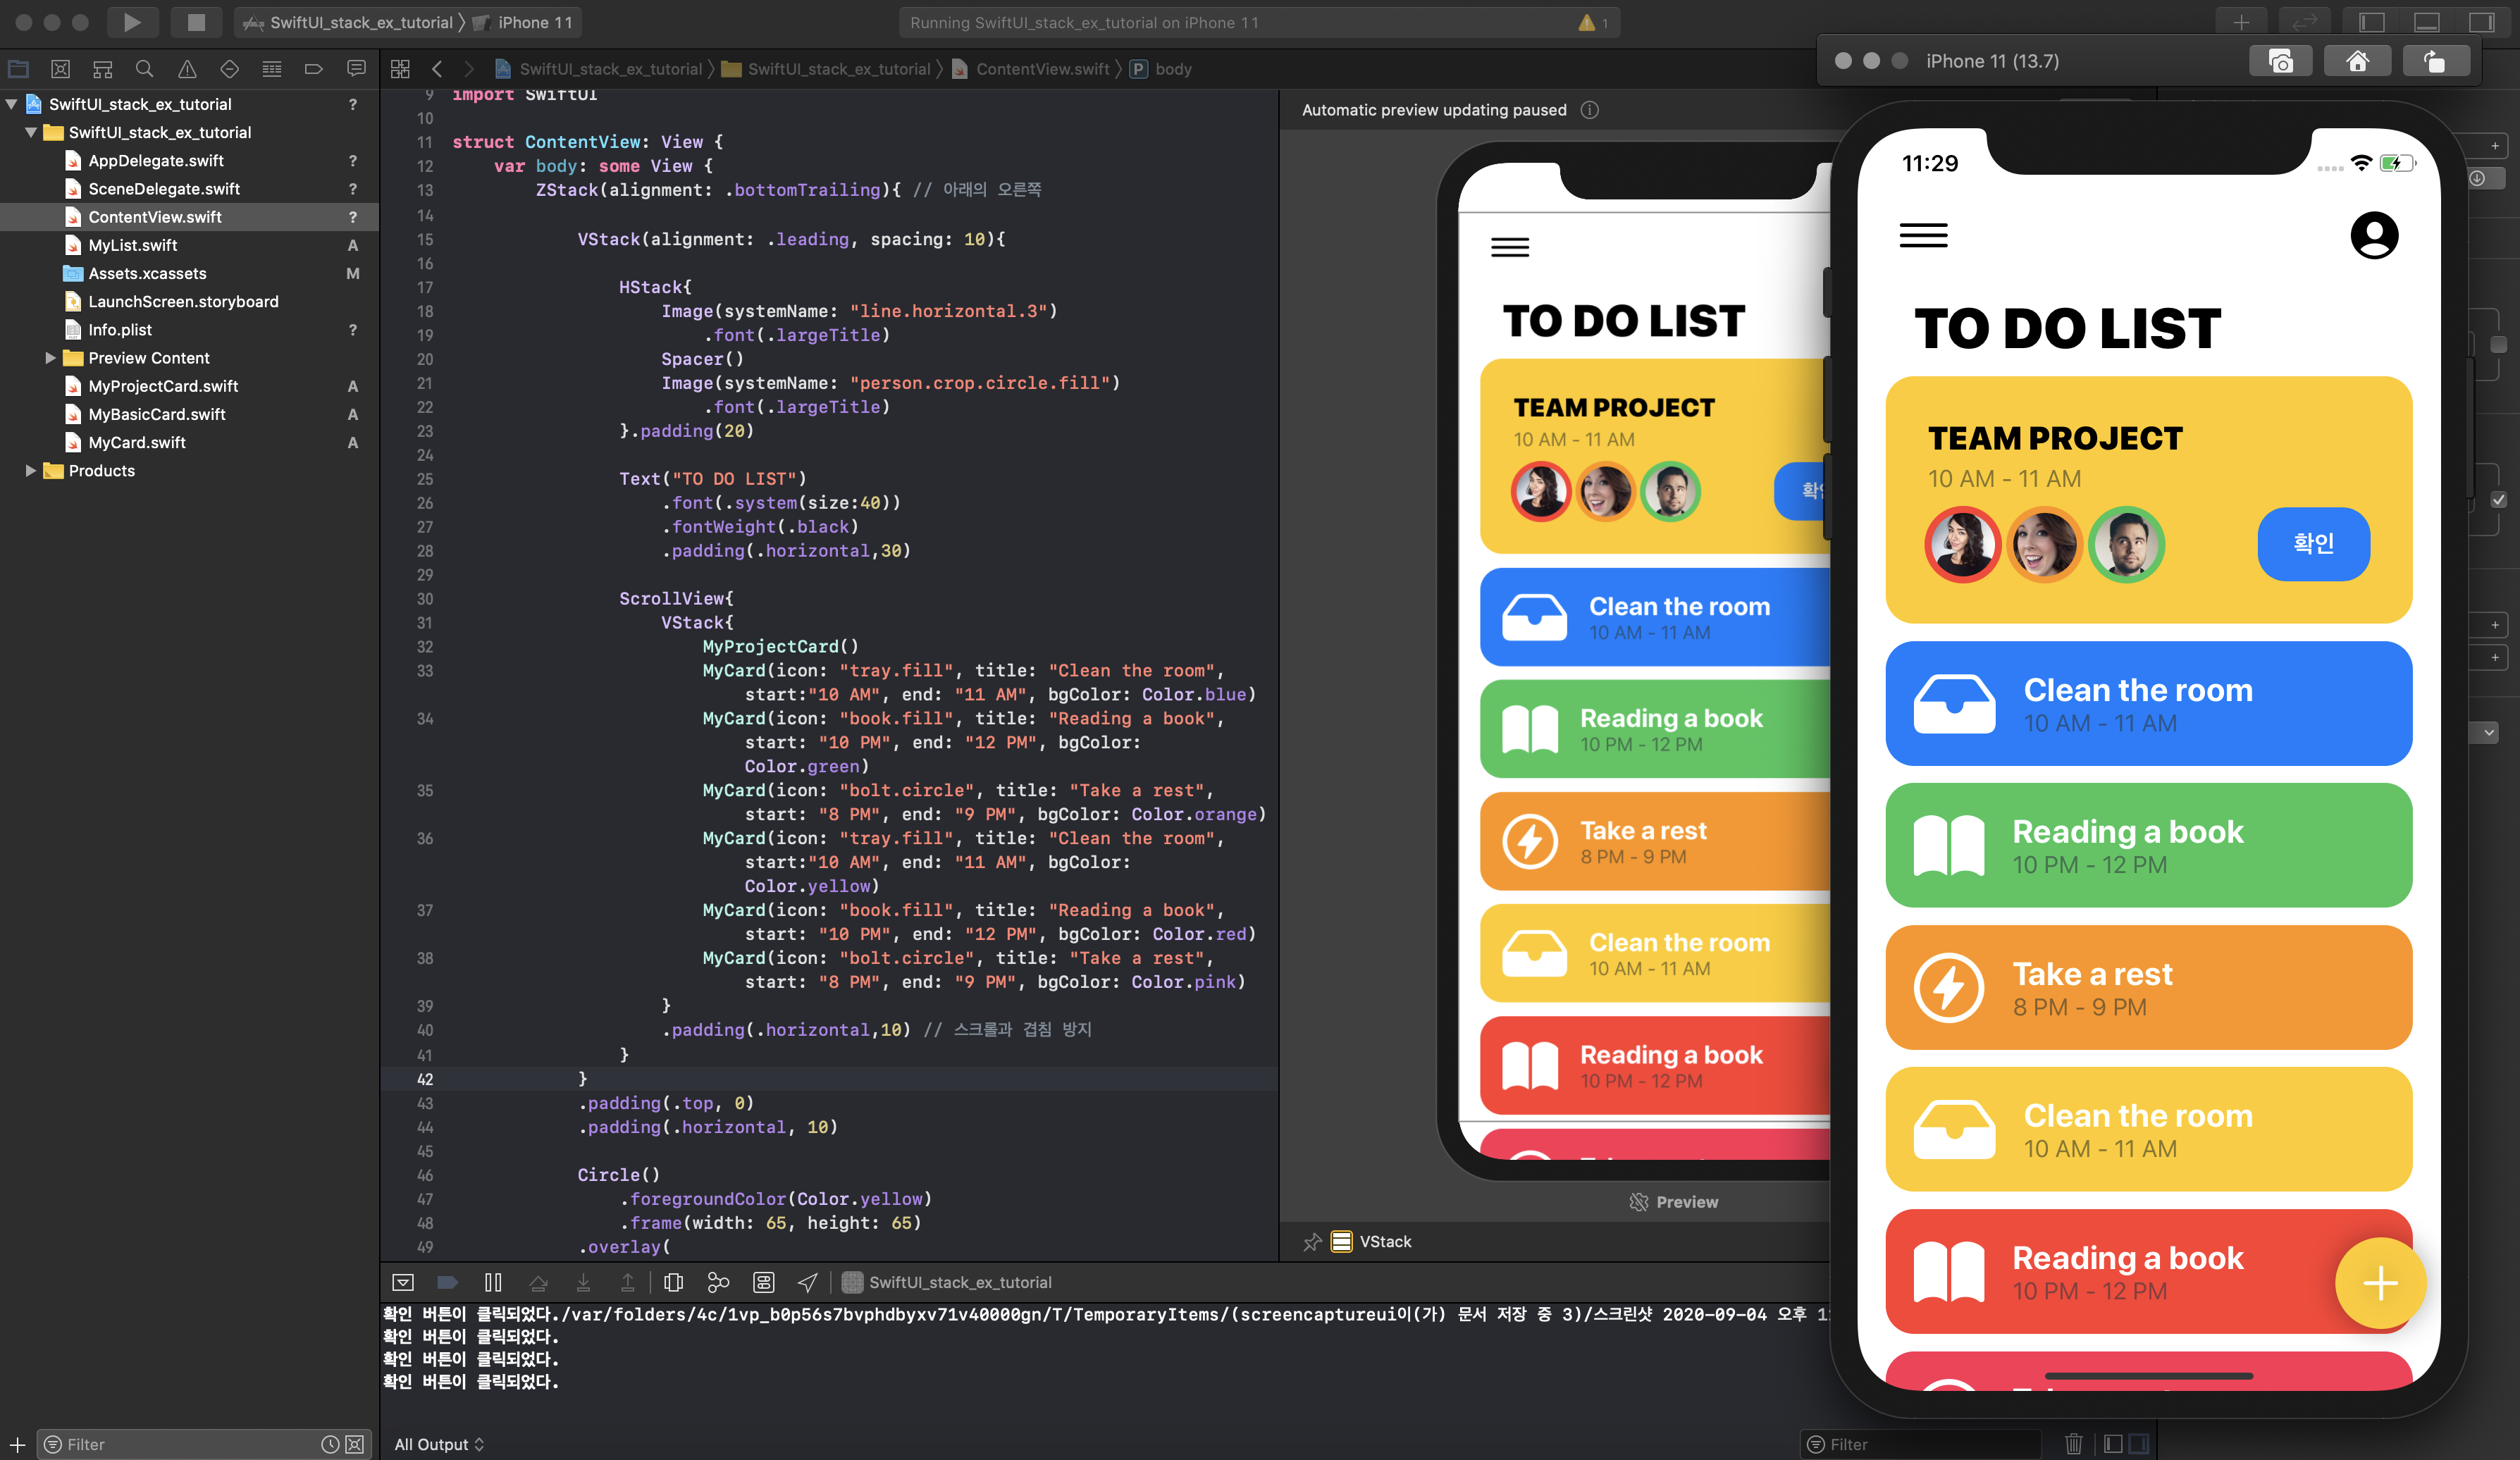 SwiftUI_stack_ex_tutorial
iPhone 11
Running SwiftUI_stack_ex_tutorial on iPhone 11
1
SwiftUI_stack_ex_tutorial
SwiftUI_stack_ex_tutorial
ContentView.swift
body
iPhone 11 (13.7)
SwiftUI_stack_ex_tutorial ?
SwiftUI_stack_ex_tutorial
AppDelegate.swift ?
SceneDelegate.swift ?
ContentView.swift ?
MyList.swift A
Assets.xcassets M
LaunchScreen.storyboard
Info.plist ?
Preview Content
MyProjectCard.swift A
MyBasicCard.swift A
MyCard.swift A
Products
Filter
9 import SwiftUI
10
11 struct ContentView: View {
12 var body: some View {
13 ZStack(alignment: .bottomTrailing){ // 아래의 오른쪽
14
15 VStack(alignment: .leading, spacing: 10){
16
17 HStack{
18 Image(systemName: "line.horizontal.3")
19 .font(.largeTitle)
20 Spacer()
21 Image(systemName: "person.crop.circle.fill")
22 .font(.largeTitle)
23 }.padding(20)
24
25 Text("TO DO LIST")
26 .font(.system(size:40))
27 .fontWeight(.black)
28 .padding(.horizontal,30)
29
30 ScrollView{
31 VStack{
32 MyProjectCard()
33 MyCard(icon: "tray.fill", title: "Clean the room",
start:"10 AM", end: "11 AM", bgColor: Color.blue)
34 MyCard(icon: "book.fill", title: "Reading a book",
start: "10 PM", end: "12 PM", bgColor:
Color.green)
35 MyCard(icon: "bolt.circle", title: "Take a rest",
start: "8 PM", end: "9 PM", bgColor: Color.orange)
36 MyCard(icon: "tray.fill", title: "Clean the room",
start:"10 AM", end: "11 AM", bgColor:
Color.yellow)
37 MyCard(icon: "book.fill", title: "Reading a book",
start: "10 PM", end: "12 PM", bgColor: Color.red)
38 MyCard(icon: "bolt.circle", title: "Take a rest",
start: "8 PM", end: "9 PM", bgColor: Color.pink)
39 }
40 .padding(.horizontal,10) // 스크롤과 겹침 방지
41 }
42 }
43 .padding(.top, 0)
44 .padding(.horizontal, 10)
45
46 Circle()
47 .foregroundColor(Color.yellow)
48 .frame(width: 65, height: 65)
49 .overlay(
Automatic preview updating paused
TO DO LIST
TEAM PROJECT
10 AM - 11 AM
Clean the room
10 AM - 11 AM
Reading a book
10 PM - 12 PM
Take a rest
8 PM - 9 PM
Clean the room
10 AM - 11 AM
Reading a book
10 PM - 12 PM
Preview
VStack
11:29
TO DO LIST
TEAM PROJECT
10 AM - 11 AM
확인
Clean the room
10 AM - 11 AM
Reading a book
10 PM - 12 PM
Take a rest
8 PM - 9 PM
Clean the room
10 AM - 11 AM
Reading a book
10 PM - 12 PM
SwiftUI_stack_ex_tutorial
확인 버튼이 클릭되었다./var/folders/4c/1vp_b0p56s7bvphdbyxv71v40000gn/T/TemporaryItems/(screencaptureui이(가) 문서 저장 중 3)/스크린샷 2020-09-04 오후
확인 버튼이 클릭되었다.
확인 버튼이 클릭되었다.
확인 버튼이 클릭되었다.
All Output
Filter